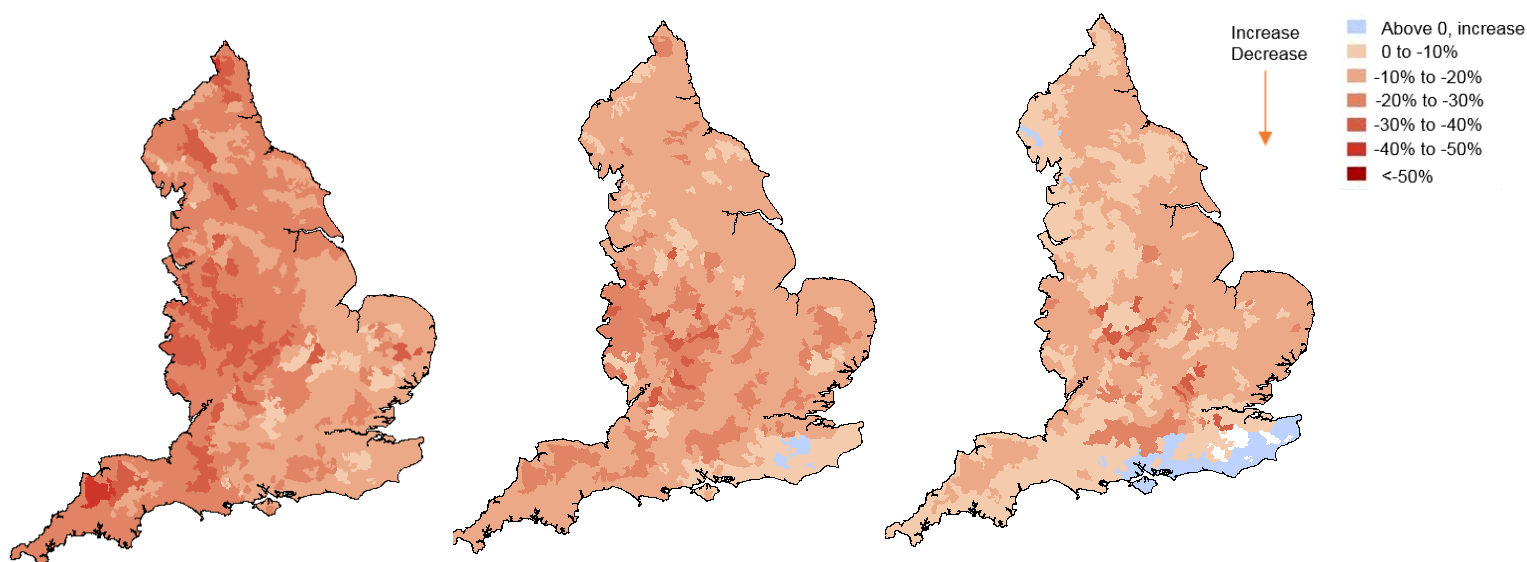 Increase
Decrease
Above 0, increase
0 to -10%
-10% to -20%
-20% to -30%
-30% to -40%
-40% to -50%
<-50%